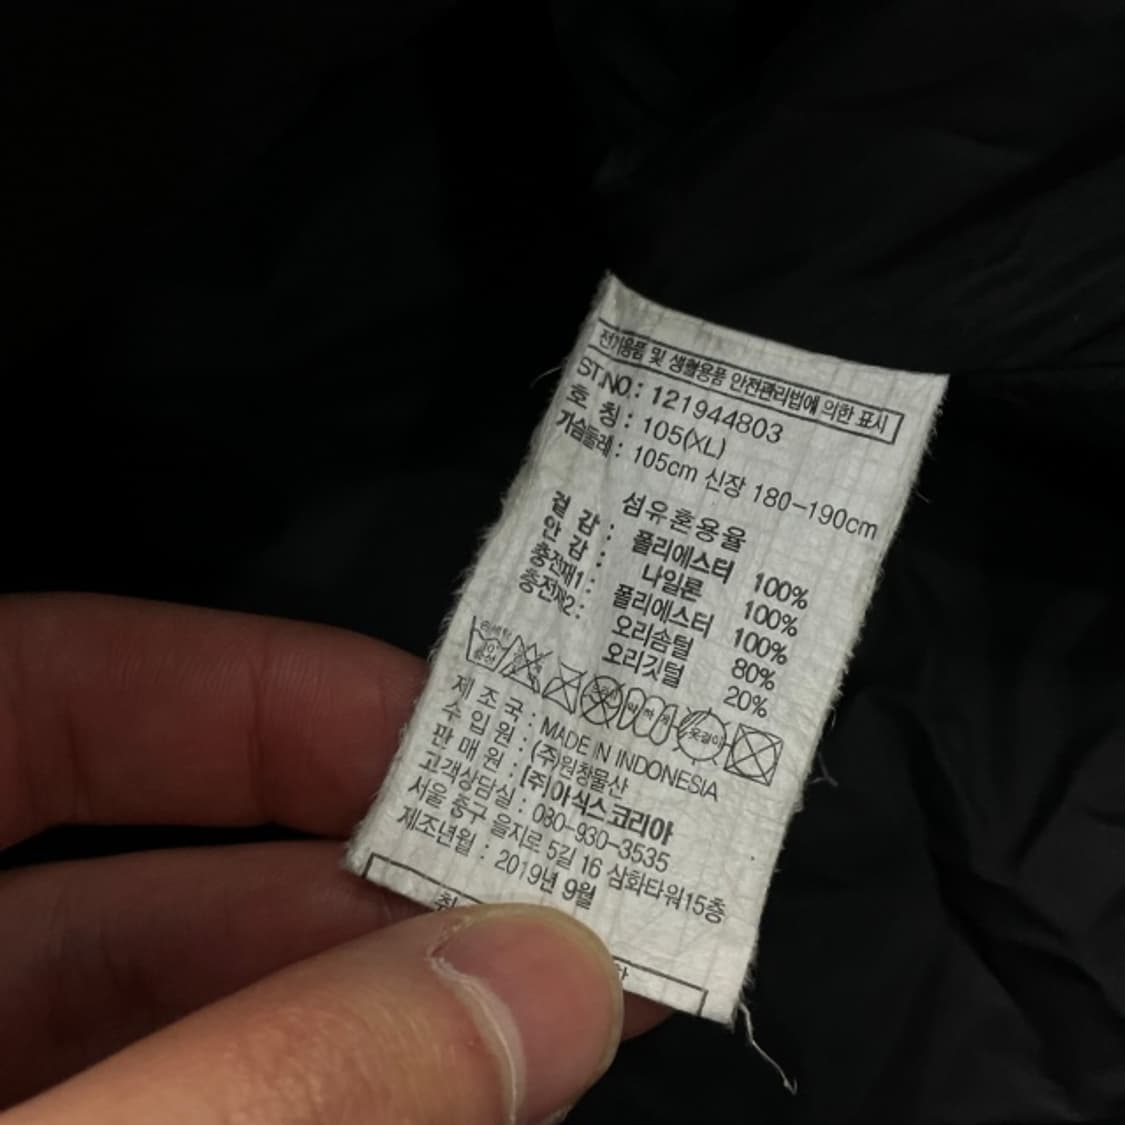 전기용품 및 생활용품 안전관리법에 의한 표시
ST.NO : 121944803
호 칭 : 105(XL)
가슴둘레 : 105cm 신장 180-190cm
섬유혼용율
겉 감 : 폴리에스터 100%
안 감 : 나일론 100%
충전재1 : 폴리에스터 100%
충전재2 : 오리솜털 80%
오리깃털 20%
약 하 게
옷걸이
제 조 국 : MADE IN INDONESIA
수 입 원 : (주)원창물산
판 매 원 : [주]아식스코리아
고객상담실 : 080-930-3535
서울 중구 을지로 5길 16 삼화타워15층
제조년월 : 2019년 9월